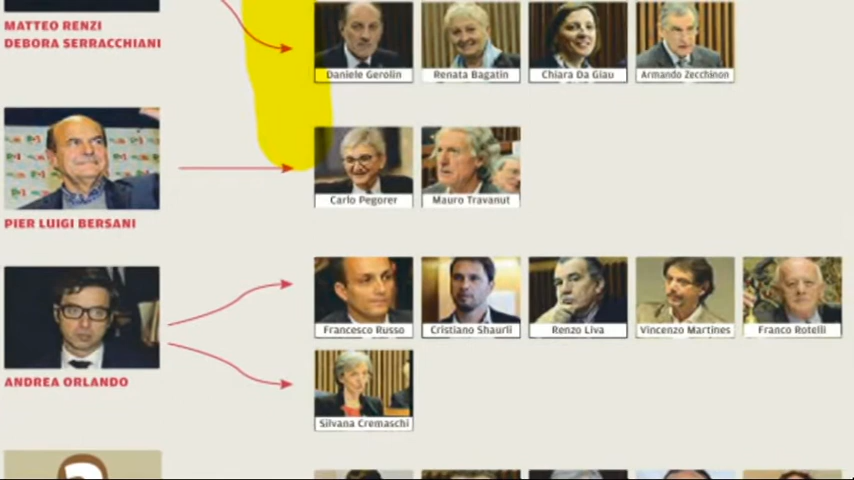 MATTEO RENZI
DEBORA SERRACCHIANI
Daniele Gerolin
Renata Bagatin
Chiara Da Giau
Armando Zecchinon
PIER LUIGI BERSANI
Carlo Pegorer
Mauro Travanut
ANDREA ORLANDO
Francesco Russo
Cristiano Shaurli
Renzo Liva
Vincenzo Martines
Franco Rotelli
Silvana Cremaschi